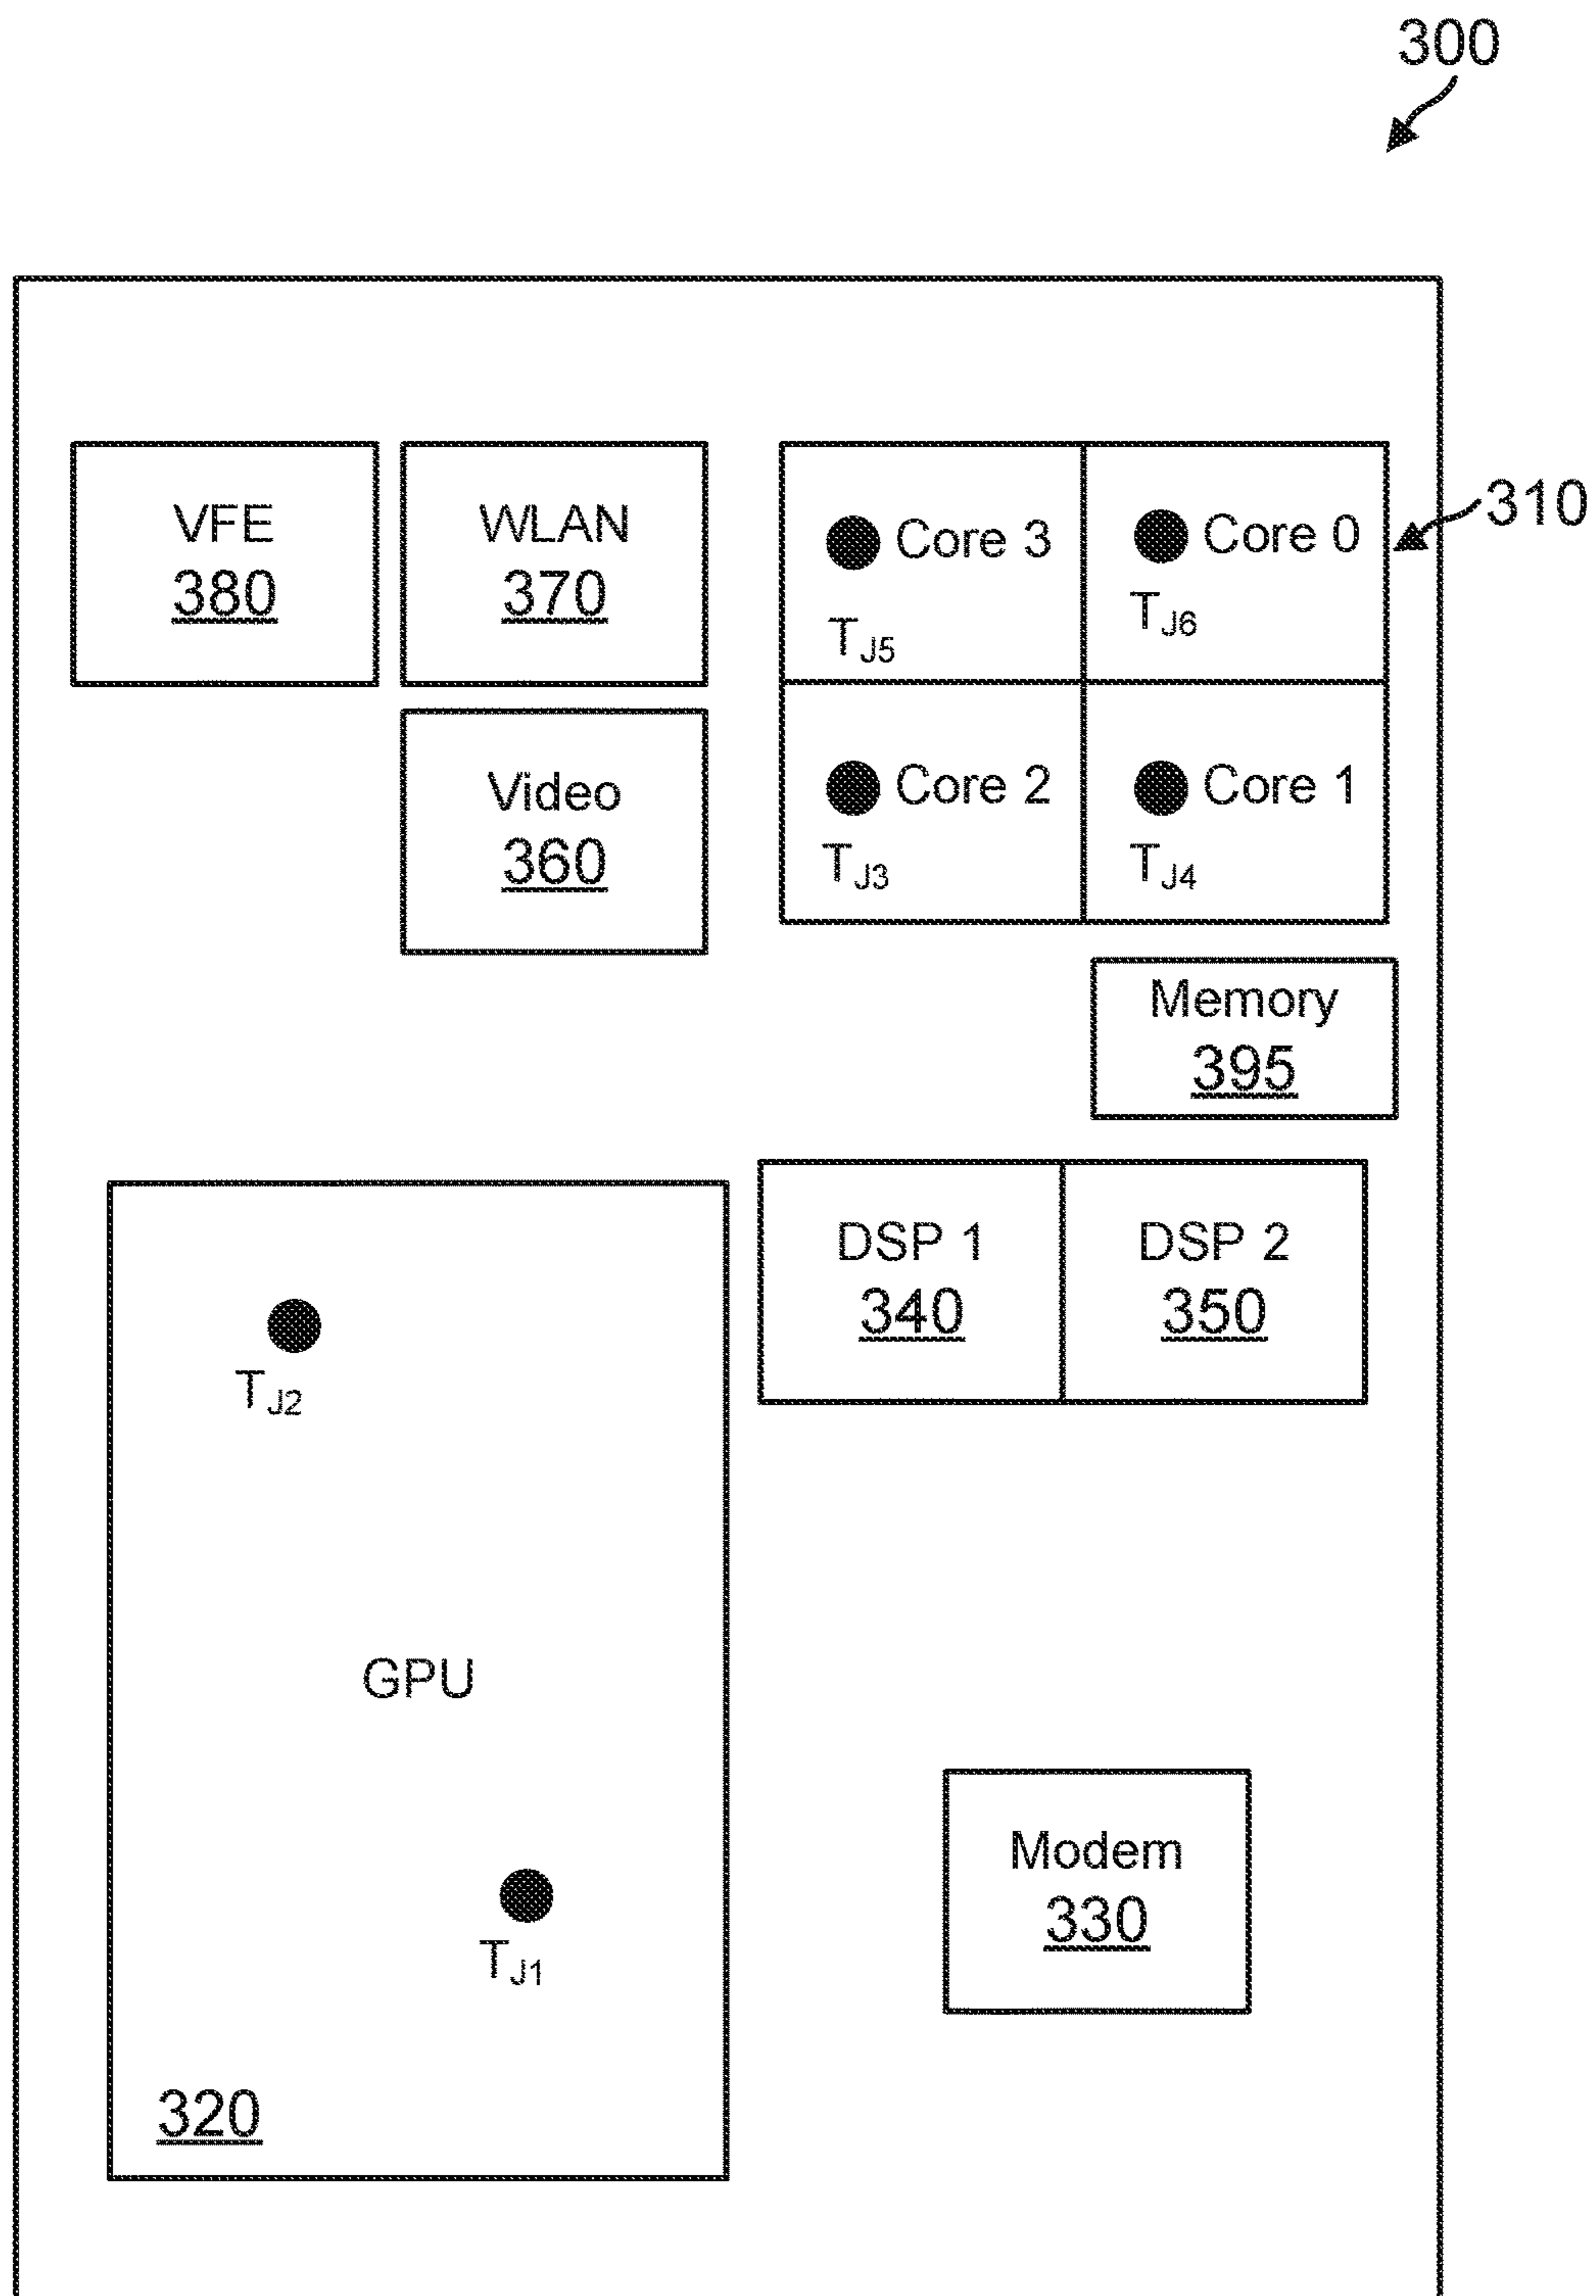 300
310
VFE
380
WLAN
370
Core 3
TJ5
Core 0
TJ6
Video
360
Core 2
TJ3
Core 1
TJ4
Memory
395
DSP 1
340
DSP 2
350
TJ2
GPU
TJ1
320
Modem
330